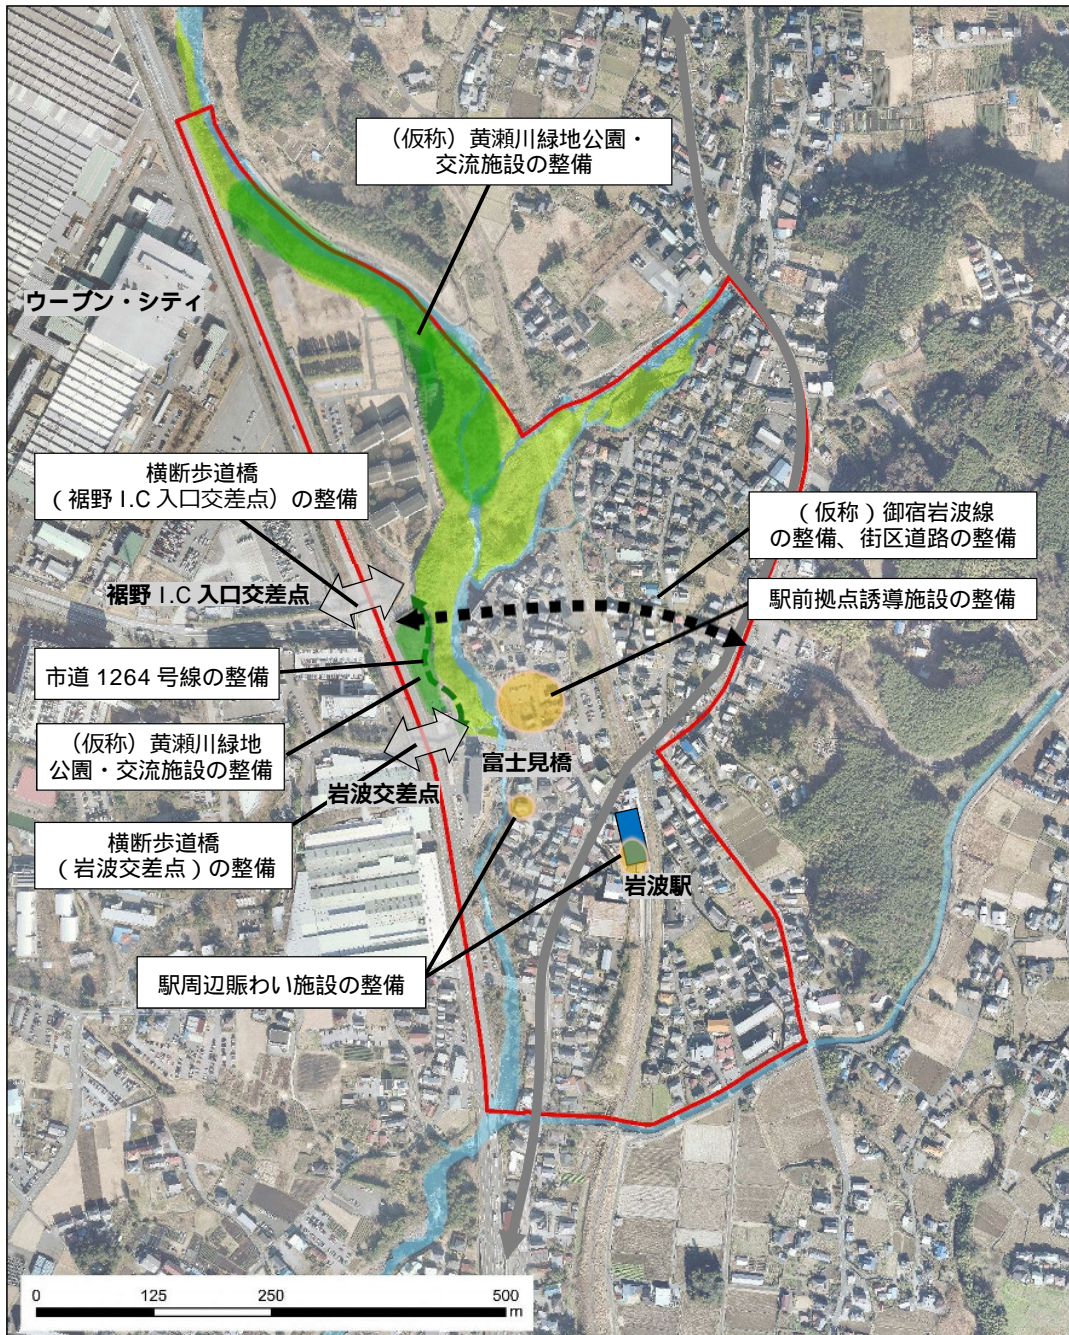 （仮称）黄瀬川緑地公園・
交流施設の整備
ウーブン・シティ
横断歩道橋
（裾野 I.C 入口交差点）の整備
（仮称）御宿岩波線
の整備、街区道路の整備
裾野 I.C 入口交差点
駅前拠点誘導施設の整備
市道 1264 号線の整備
（仮称）黄瀬川緑地
公園・交流施設の整備
富士見橋
岩波交差点
横断歩道橋
（岩波交差点）の整備
岩波駅
駅周辺賑わい施設の整備
0 125 250 500
m